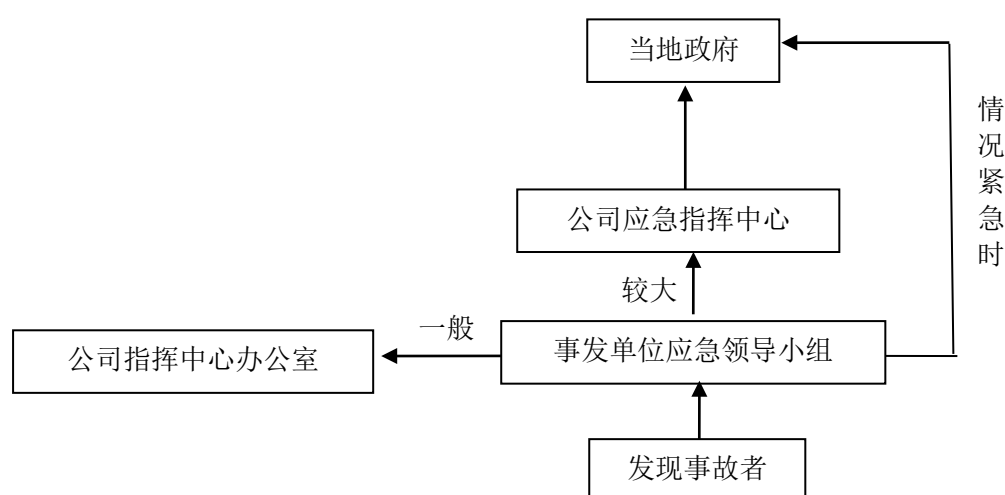 当地政府
情况紧急时
公司应急指挥中心
较大
一般
公司指挥中心办公室
事发单位应急领导小组
发现事故者